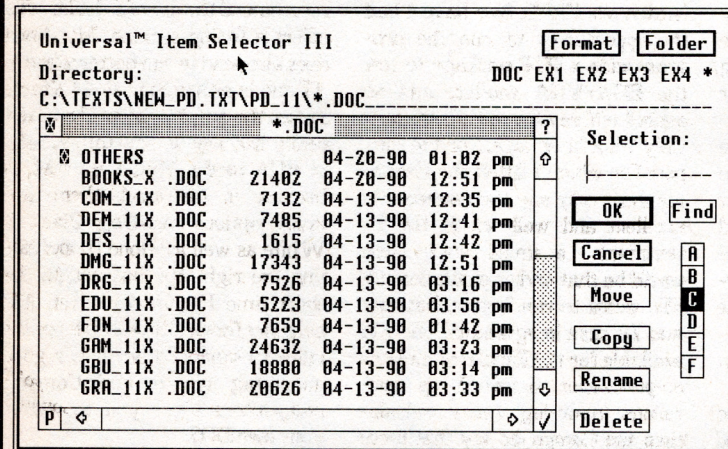 Universal™ Item Selector III
Format Folder
Directory: DOC EX1 EX2 EX3 EX4 *
C:\TEXTS\NEW_PD.TXT\PD_11\*.DOC
*.DOC ?
Selection:
OTHERS 04-20-90 01:02 pm
BOOKS_X .DOC 21402 04-20-90 12:51 pm
COM_11X .DOC 7132 04-13-90 12:35 pm
DEM_11X .DOC 7485 04-13-90 12:41 pm
DES_11X .DOC 1617 04-13-90 12:42 pm
DMG_11X .DOC 17343 04-13-90 12:51 pm
DRG_11X .DOC 7526 04-13-90 03:16 pm
EDU_11X .DOC 5223 04-13-90 03:56 pm
FON_11X .DOC 7659 04-13-90 01:42 pm
GAM_11X .DOC 24632 04-13-90 03:23 pm
GBU_11X .DOC 18880 04-13-90 03:14 pm
GRA_11X .DOC 20626 04-13-90 03:33 pm
P
OK Find
Cancel
Move
Copy
Rename
Delete
A
B
C
D
E
F